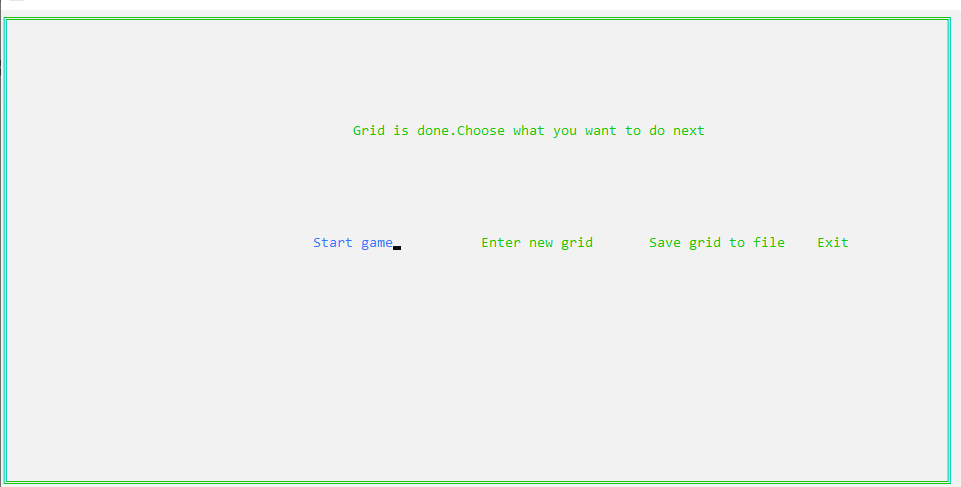 Grid is done.Choose what you want to do next
Start game Enter new grid Save grid to file Exit